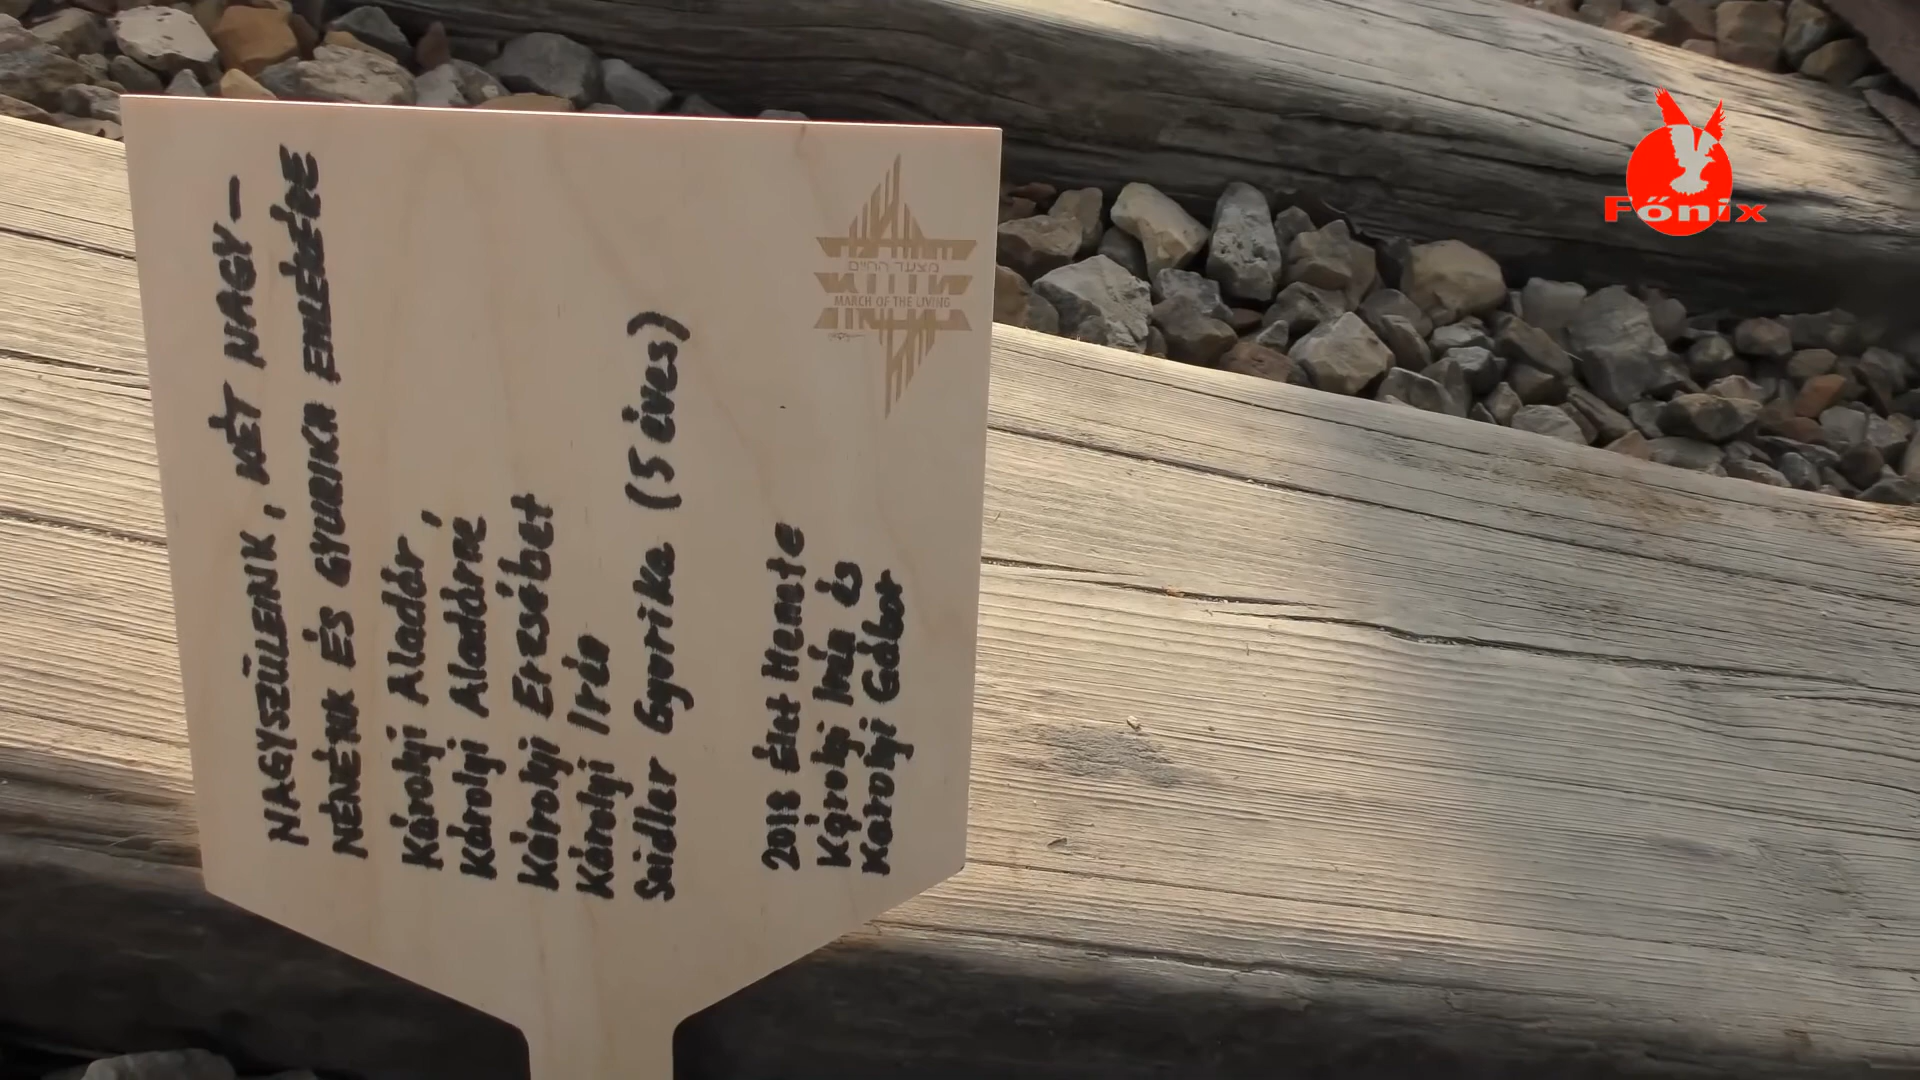 NAGYSZÜLEINK, KÉT NAGY-
NÉNÉNK ÉS GYURIKA EMLÉKÉRE
Károlyi Aladár,
Károlyi Aladárné
Károlyi Erzsébet
Károlyi Irén
Seidler Gyurika (5 éves)
2018 Élet Menete
Károlyi Irén és
Károlyi Gábor
מצעד החיים
MARCH OF THE LIVING
Főnix